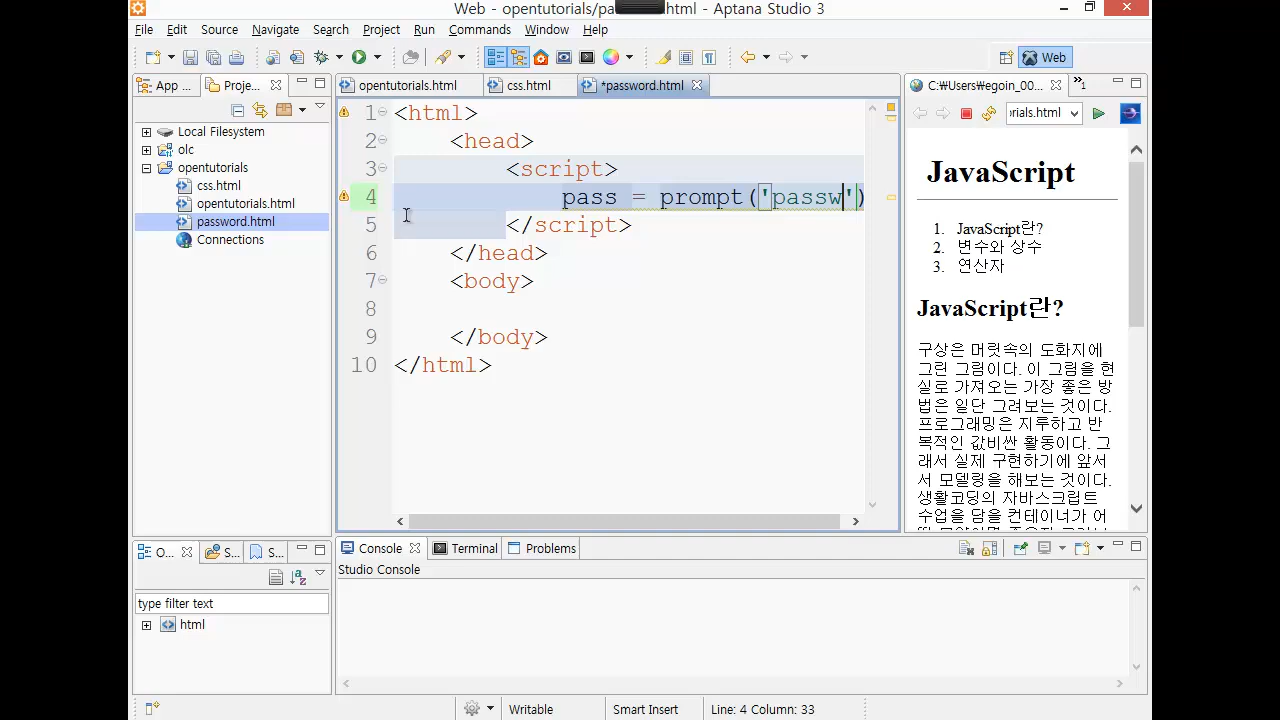 Web - opentutorials/pa html - Aptana Studio 3
File Edit Source Navigate Search Project Run Commands Window Help
Web
App ... Proje...
opentutorials.html css.html *password.html
C:₩Users₩egoin_00... »1
rials.html
Local Filesystem
olc
opentutorials
css.html
opentutorials.html
password.html
Connections
1 <html>
2 <head>
3 <script>
4 pass = prompt('passw')
5 </script>
6 </head>
7 <body>
8
9 </body>
10 </html>
JavaScript
1. JavaScript란?
2. 변수와 상수
3. 연산자
JavaScript란?
구상은 머릿속의 도화지에
그린 그림이다. 이 그림을 현
실로 가져오는 가장 좋은 방
법은 일단 그려보는 것이다.
프로그래밍은 지루하고 반
복적인 값비싼 활동이다. 그
래서 실제 구현하기에 앞서
서 모델링을 해보는 것이다.
생활코딩의 자바스크립트
수업을 담을 컨테이너가 어
O... S... S...
type filter text
html
Console Terminal Problems
Studio Console
Writable Smart Insert Line: 4 Column: 33